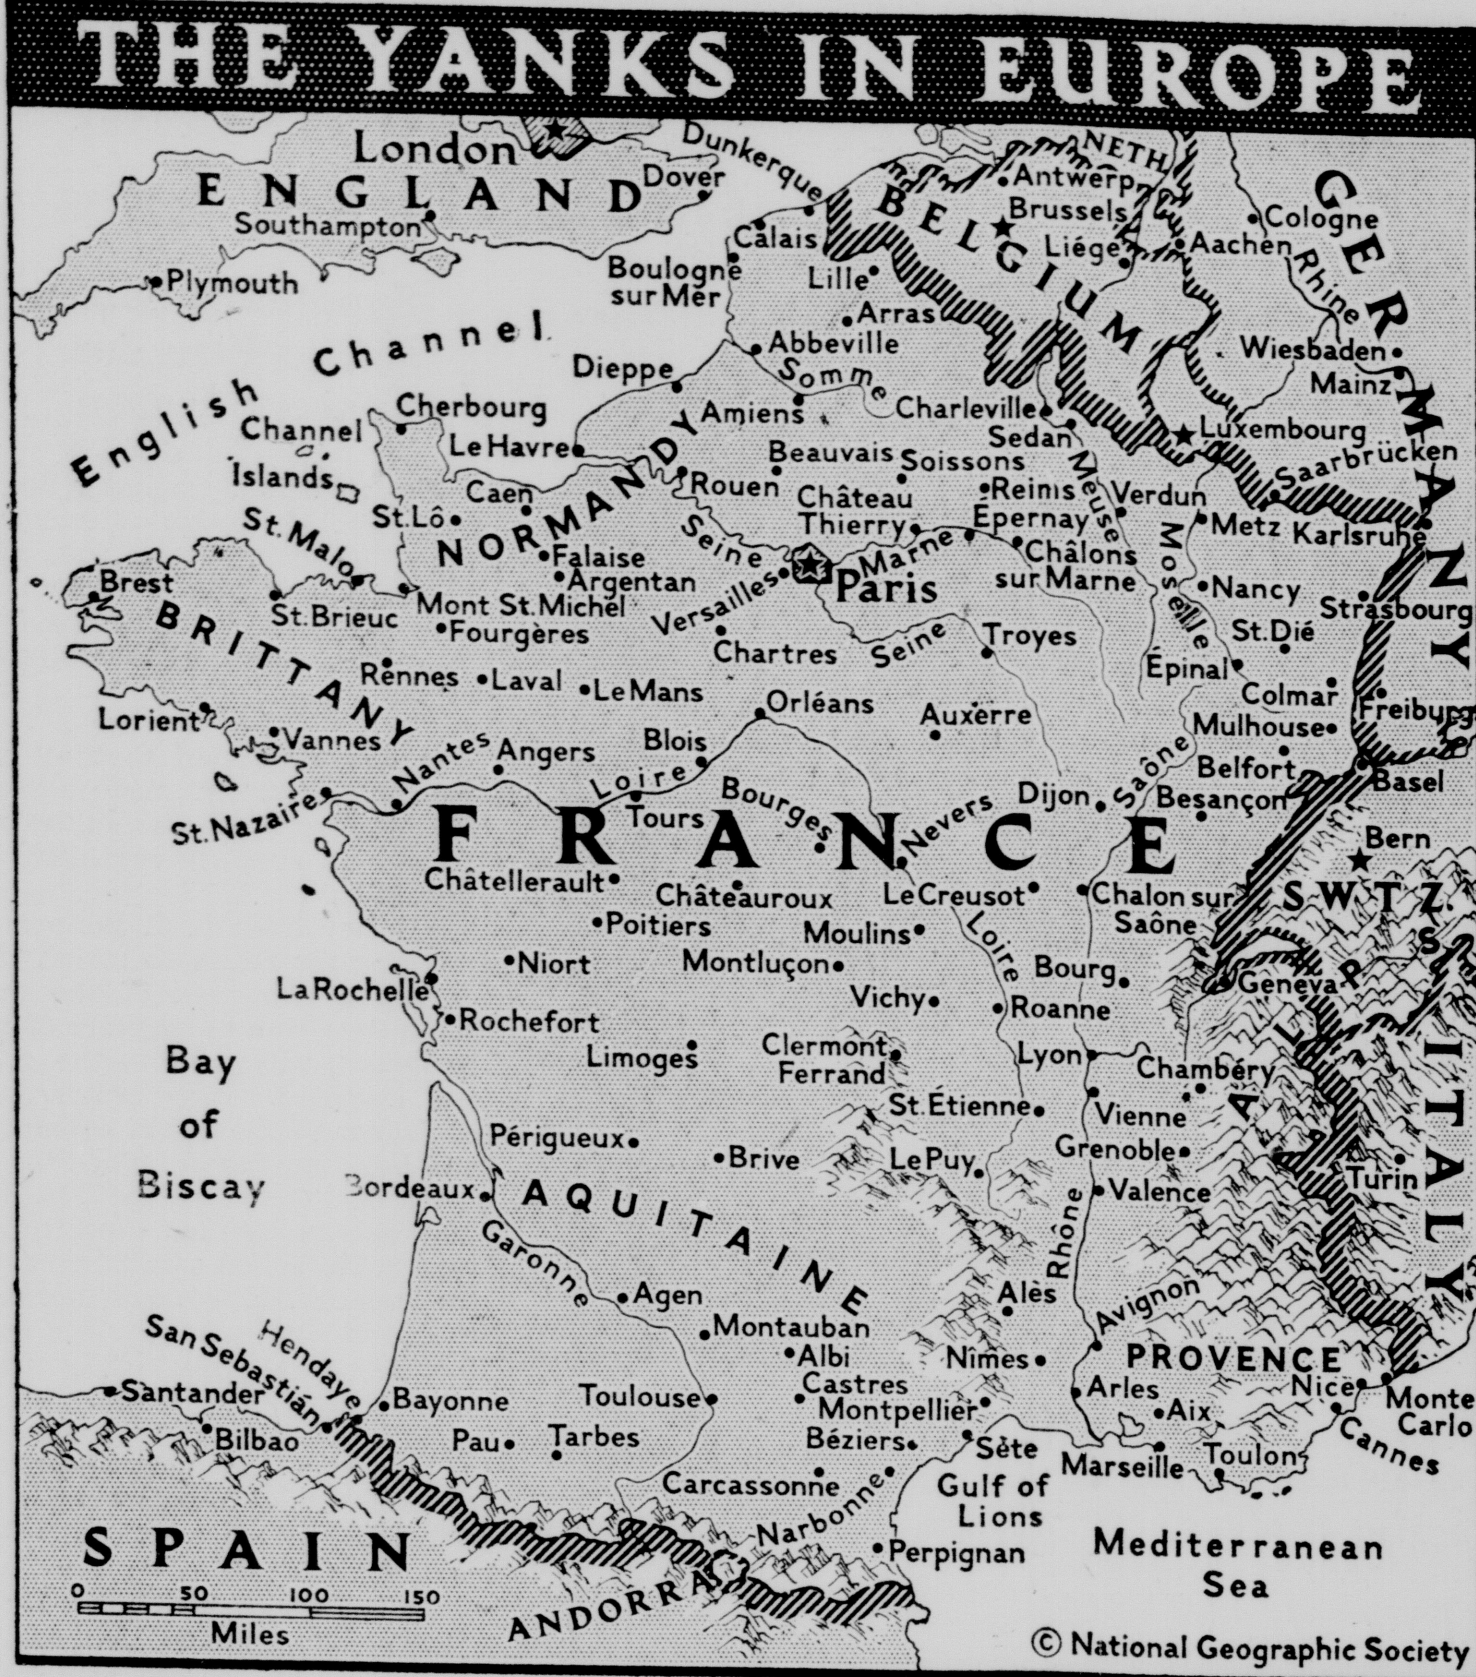 THE YANKS IN EUROPE
London
ENGLAND
Dover
Southampton
Plymouth
Dunkerque
NETH.
Antwerp
Brussels
BELGIUM
Liége
Cologne
Aachen
Rhine
GERMANY
Calais
Boulogne
sur Mer
Lille
Arras
English Channel
Abbeville
Somme
Wiesbaden
Mainz
Dieppe
Cherbourg
Channel
Islands
Le Havre
Amiens
Charleville
Sedan
Luxembourg
Saarbrücken
Beauvais
Soissons
Meuse
Caen
NORMANDY
Rouen
Château
Thierry
Reims
Verdun
St. Lô
Seine
Épernay
Metz
Karlsruhe
St. Malo
Falaise
Argentan
Marne
Châlons
sur Marne
Moselle
Brest
Mont St. Michel
Versailles
Paris
Nancy
Strasbourg
BRITTANY
St. Brieuc
Fourgères
Chartres
Seine
Troyes
St. Dié
Épinal
Rennes
Laval
Le Mans
Colmar
Freiburg
Lorient
Vannes
Orléans
Auxerre
Mulhouse
Nantes
Angers
Blois
Loire
Belfort
Basel
St. Nazaire
Tours
Bourges
Nevers
Dijon
Saône
Besançon
FRANCE
Bern
SWTZ.
Châtellerault
Châteauroux
Le Creusot
Chalon sur
Saône
Poitiers
Moulins
Loire
Niort
Montluçon
Bourg
Geneva
ALPS
La Rochelle
Vichy
Roanne
Rochefort
Bay
of
Biscay
Limoges
Clermont
Ferrand
Lyon
Chambéry
ITALY
St. Étienne
Vienne
Périgueux
Brive
Le Puy
Grenoble
Turin
Bordeaux
AQUITAINE
Valence
Garonne
Rhône
Agen
Alès
Avignon
Montauban
San Sebastián
Hendaye
Albi
Nîmes
PROVENCE
Santander
Bayonne
Toulouse
Castres
Montpellier
Arles
Nice
Monte
Carlo
Aix
Bilbao
Pau
Tarbes
Béziers
Sète
Marseille
Toulon
Cannes
Carcassonne
Narbonne
Gulf of
Lions
SPAIN
Perpignan
Mediterranean
Sea
ANDORRA
0 50 100 150
Miles
© National Geographic Society